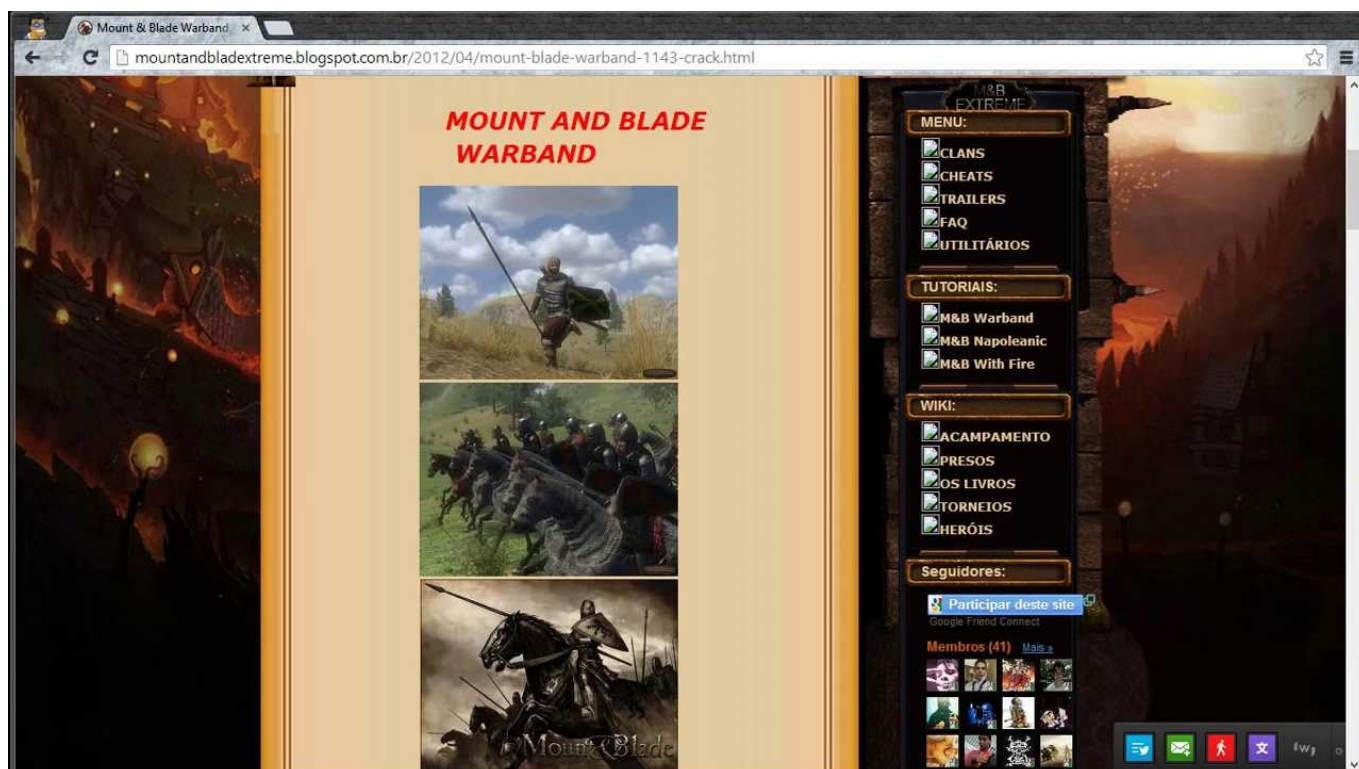 Mount & Blade Warband
mountandbladextreme.blogspot.com.br/2012/04/mount-blade-warband-1143-crack.html
MOUNT AND BLADE
WARBAND
Mount&Blade
M&B
EXTREME
MENU:
CLANS
CHEATS
TRAILERS
FAQ
UTILITÁRIOS
TUTORIAIS:
M&B Warband
M&B Napoleanic
M&B With Fire
WIKI:
ACAMPAMENTO
PRESOS
OS LIVROS
TORNEIOS
HERÓIS
Seguidores:
Participar deste site
Google Friend Connect
Membros (41) Mais »